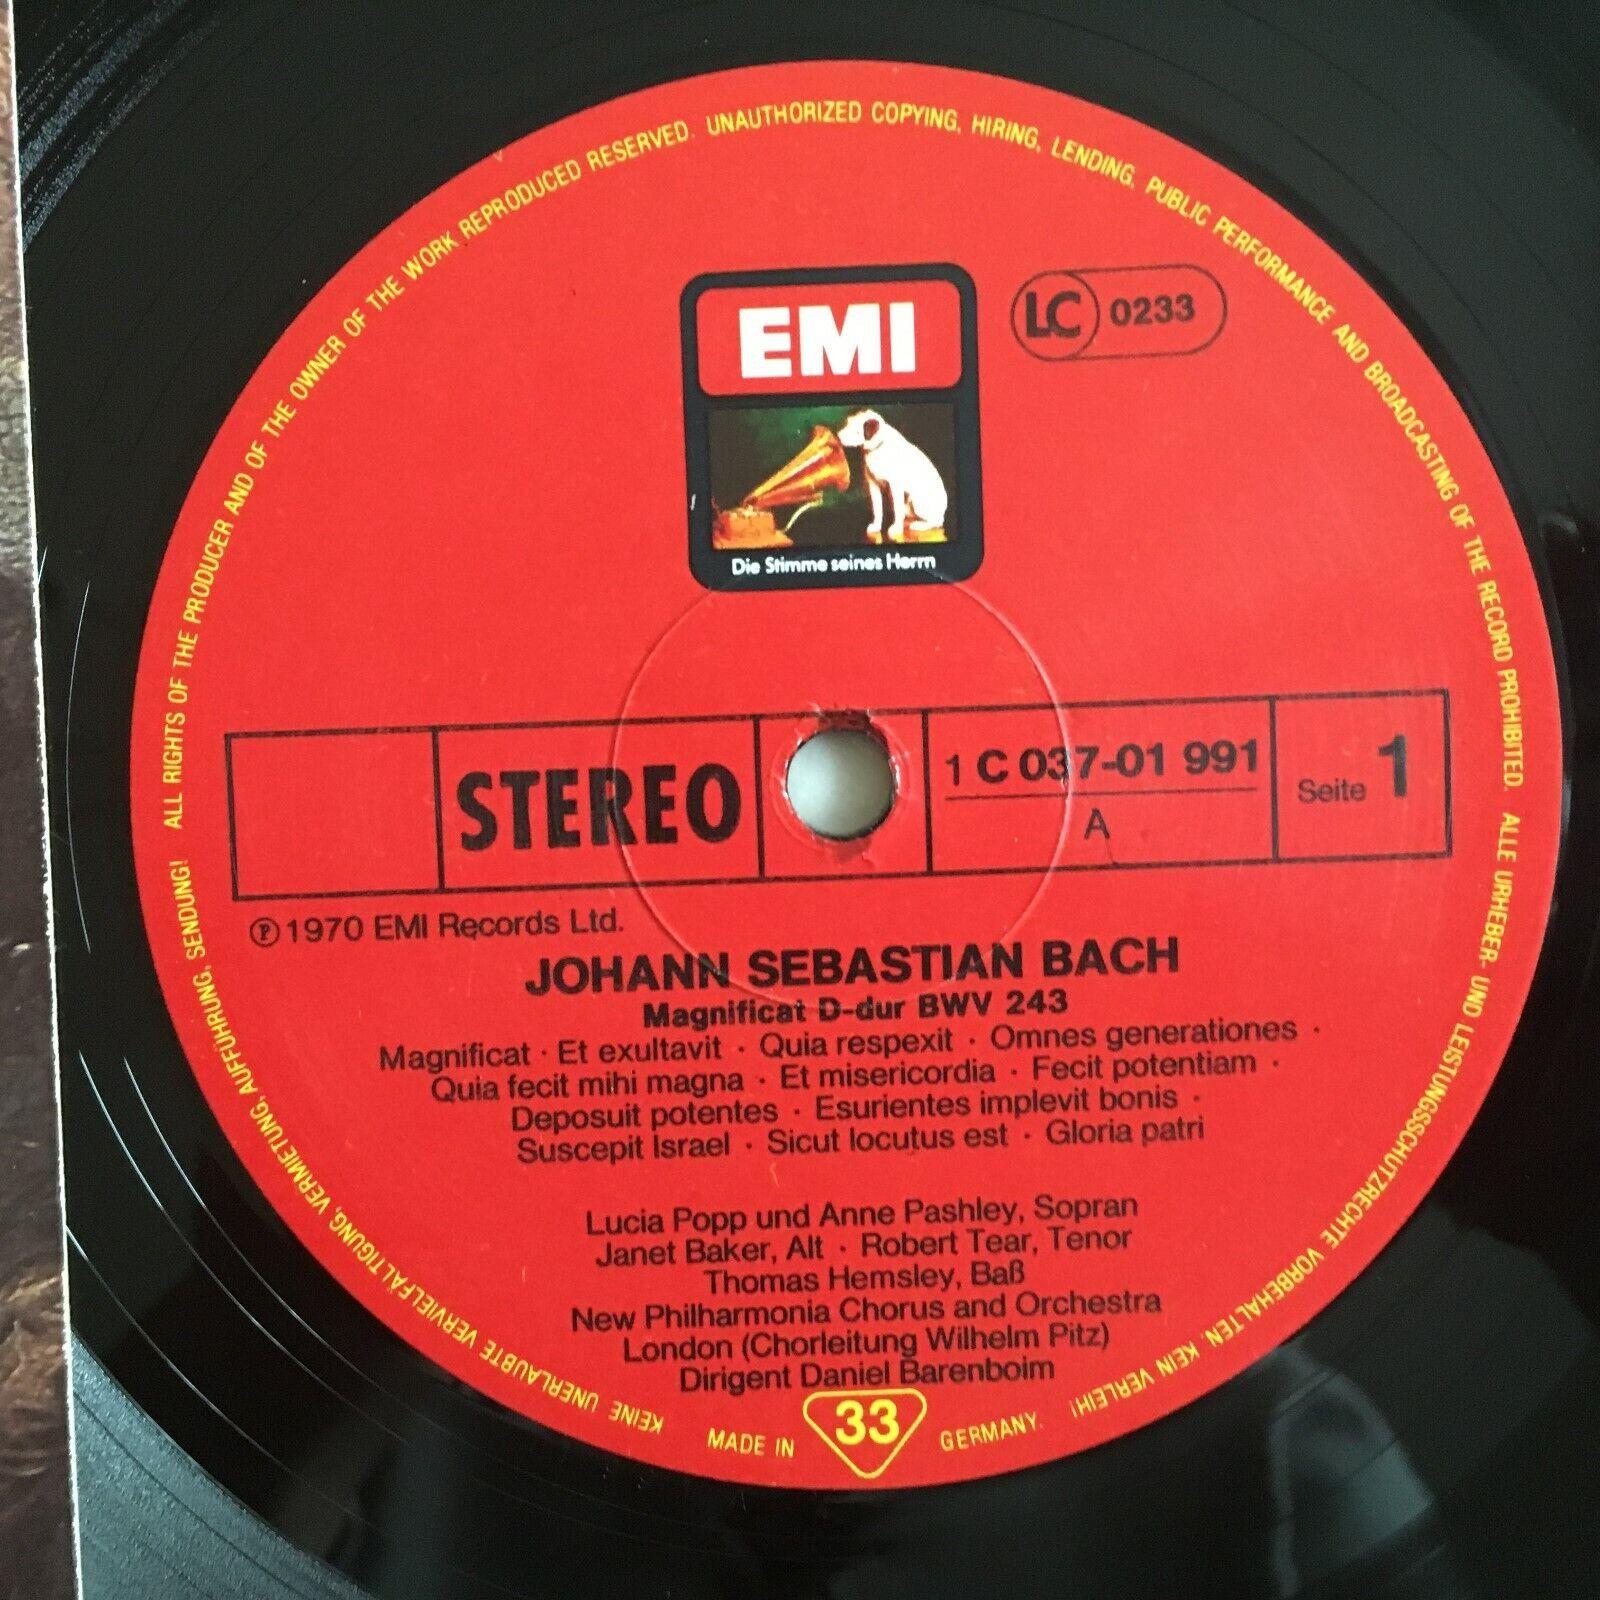 ALL RIGHTS OF THE PRODUCER AND OF THE OWNER OF THE WORK REPRODUCED RESERVED. UNAUTHORIZED COPYING, HIRING, LENDING, PUBLIC PERFORMANCE AND BROADCASTING OF THE RECORD PROHIBITED.
ALLE URHEBER- UND LEISTUNGSSCHUTZRECHTE VORBEHALTEN. KEIN VERLEIH! KEINE UNERLAUBTE VERVIELFÄLTIGUNG, VERMIETUNG, AUFFÜHRUNG, SENDUNG!
EMI
LC 0233
Die Stimme seines Herrn
STEREO
1 C 037-01 991
A
Seite 1
℗ 1970 EMI Records Ltd.
JOHANN SEBASTIAN BACH
Magnificat D-dur BWV 243
Magnificat · Et exultavit · Quia respexit · Omnes generationes ·
Quia fecit mihi magna · Et misericordia · Fecit potentiam ·
Deposuit potentes · Esurientes implevit bonis ·
Suscepit Israel · Sicut locutus est · Gloria patri
Lucia Popp und Anne Pashley, Sopran
Janet Baker, Alt · Robert Tear, Tenor
Thomas Hemsley, Baß
New Philharmonia Chorus and Orchestra
London (Chorleitung Wilhelm Pitz)
Dirigent Daniel Barenboim
MADE IN 33 GERMANY.